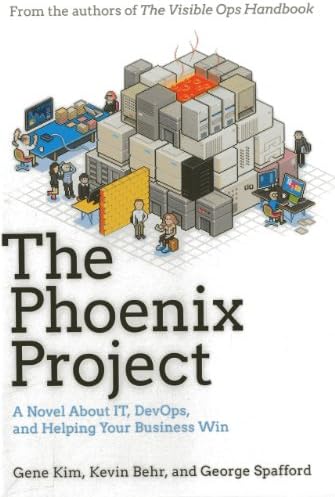 From the authors of The Visible Ops Handbook
The
Phoenix
Project
A Novel About IT, DevOps,
and Helping Your Business Win
Gene Kim, Kevin Behr, and George Spafford